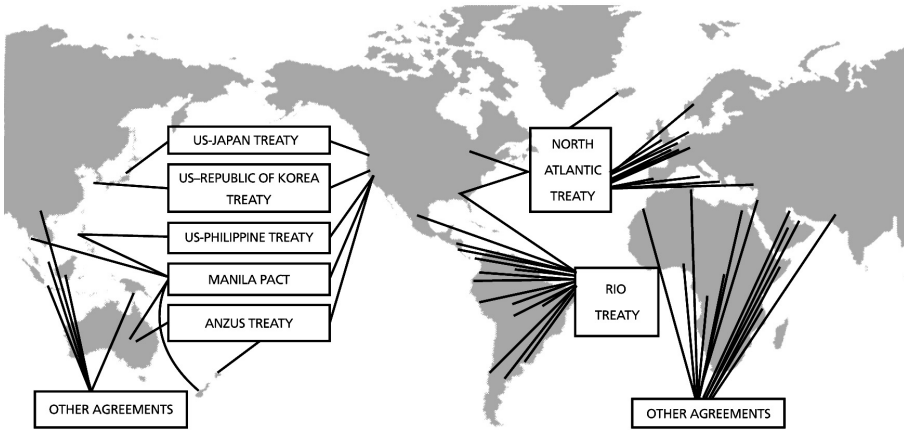 US-JAPAN TREATY
US–REPUBLIC OF KOREA
TREATY
US-PHILIPPINE TREATY
MANILA PACT
ANZUS TREATY
OTHER AGREEMENTS
NORTH
ATLANTIC
TREATY
RIO
TREATY
OTHER AGREEMENTS